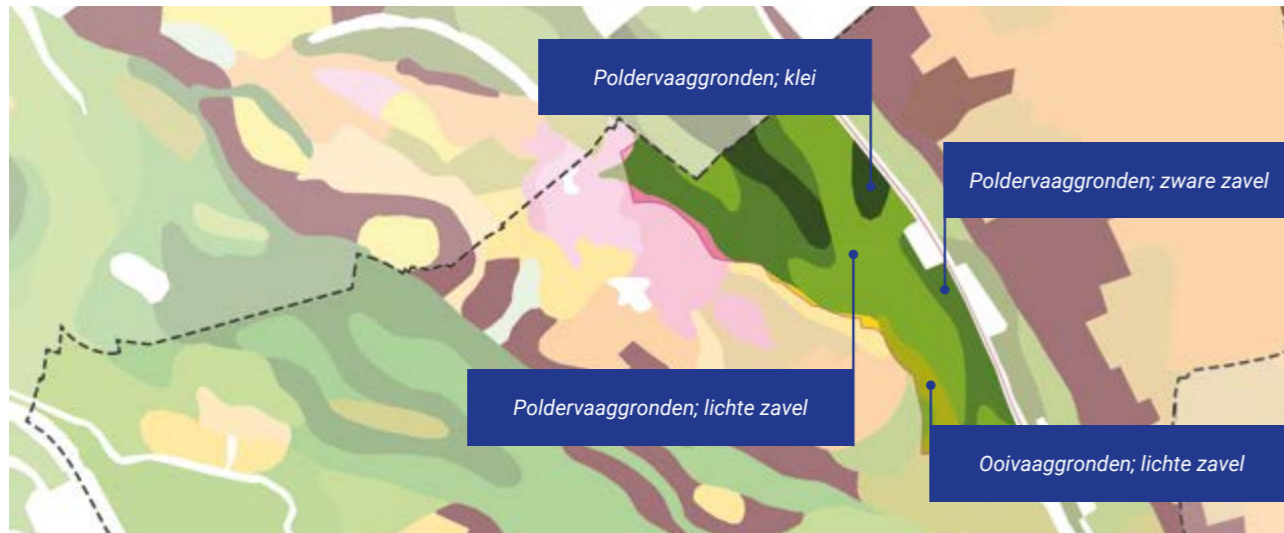 Poldervaaggronden; klei
Poldervaaggronden; zware zavel
Poldervaaggronden; lichte zavel
Ooivaaggronden; lichte zavel